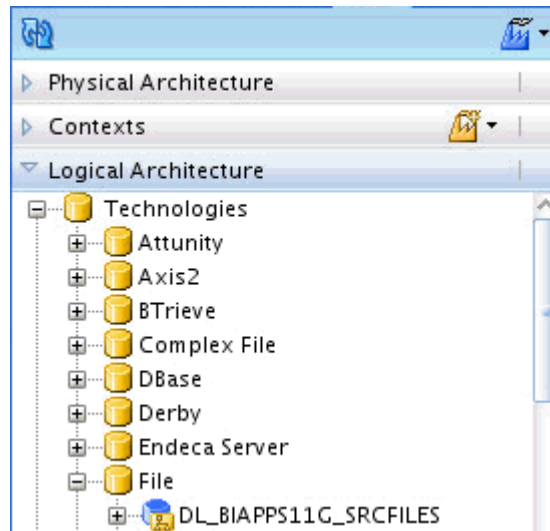 Physical Architecture
Contexts
Logical Architecture
Technologies
Attunity
Axis2
BTrieve
Complex File
DBase
Derby
Endeca Server
File
DL_BIAPPS11G_SRCFILES